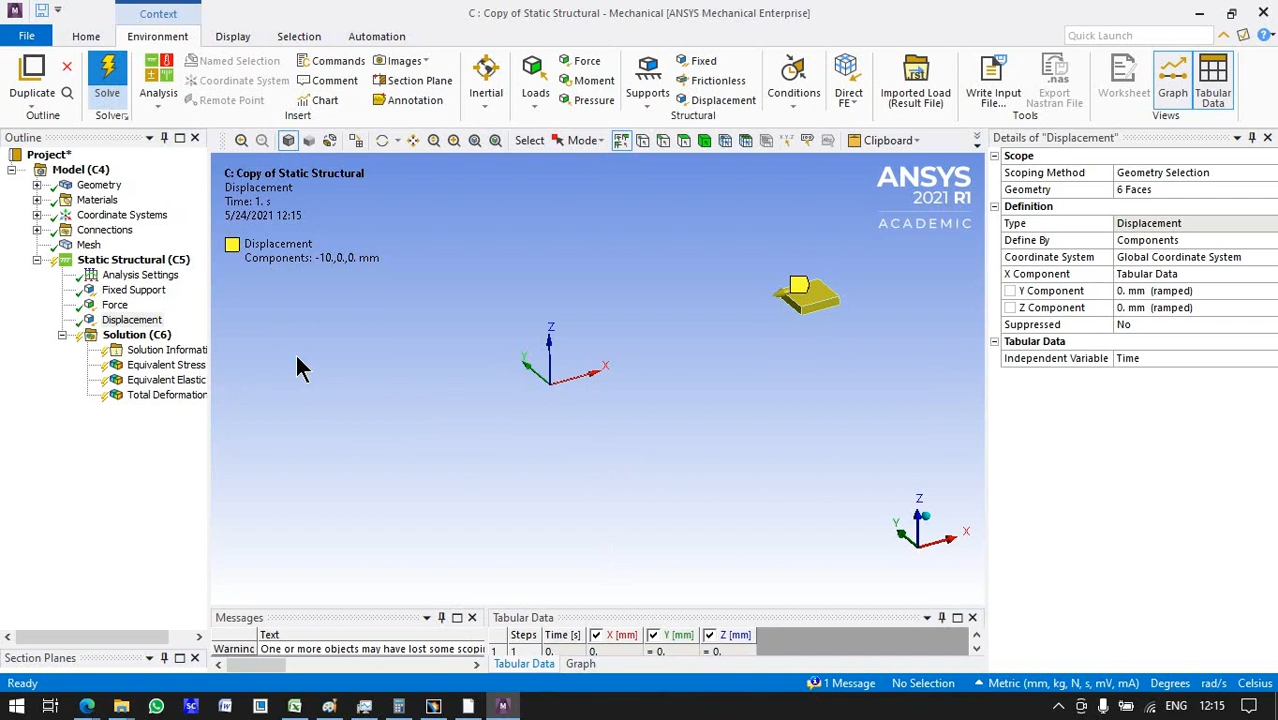 Context
C : Copy of Static Structural - Mechanical [ANSYS Mechanical Enterprise]
File Home Environment Display Selection Automation Quick Launch
Duplicate
Solve
Solver
Analysis
Named Selection
Coordinate System
Remote Point
Commands
Comment
Chart
Images
Section Plane
Annotation
Insert
Inertial
Loads
Force
Moment
Pressure
Supports
Fixed
Frictionless
Displacement
Structural
Conditions
Direct
FE
Imported Load
(Result File)
Write Input
File...
Export
Nastran File
Tools
.nas
Worksheet
Graph
Tabular
Data
Views
Outline
Select Mode Clipboard
Details of "Displacement"
Project*
Model (C4)
Geometry
Materials
Coordinate Systems
Connections
Mesh
Static Structural (C5)
Analysis Settings
Fixed Support
Force
Displacement
Solution (C6)
Solution Informati
Equivalent Stress
Equivalent Elastic
Total Deformation
C: Copy of Static Structural
Displacement
Time: 1. s
5/24/2021 12:15
Displacement
Components: -10.,0.,0. mm
ANSYS
2021 R1
ACADEMIC
Z
Y
X
Z
Y
X
Scope
Scoping Method Geometry Selection
Geometry 6 Faces
Definition
Type Displacement
Define By Components
Coordinate System Global Coordinate System
X Component Tabular Data
Y Component 0. mm (ramped)
Z Component 0. mm (ramped)
Suppressed No
Tabular Data
Independent Variable Time
Messages
Text
Warning One or more objects may have lost some scopin
Tabular Data
Steps Time [s] X [mm] Y [mm] Z [mm]
1 1 0. 0. = 0. = 0.
Tabular Data Graph
Section Planes
Ready 1 Message No Selection Metric (mm, kg, N, s, mV, mA) Degrees rad/s Celsius
ENG 12:15